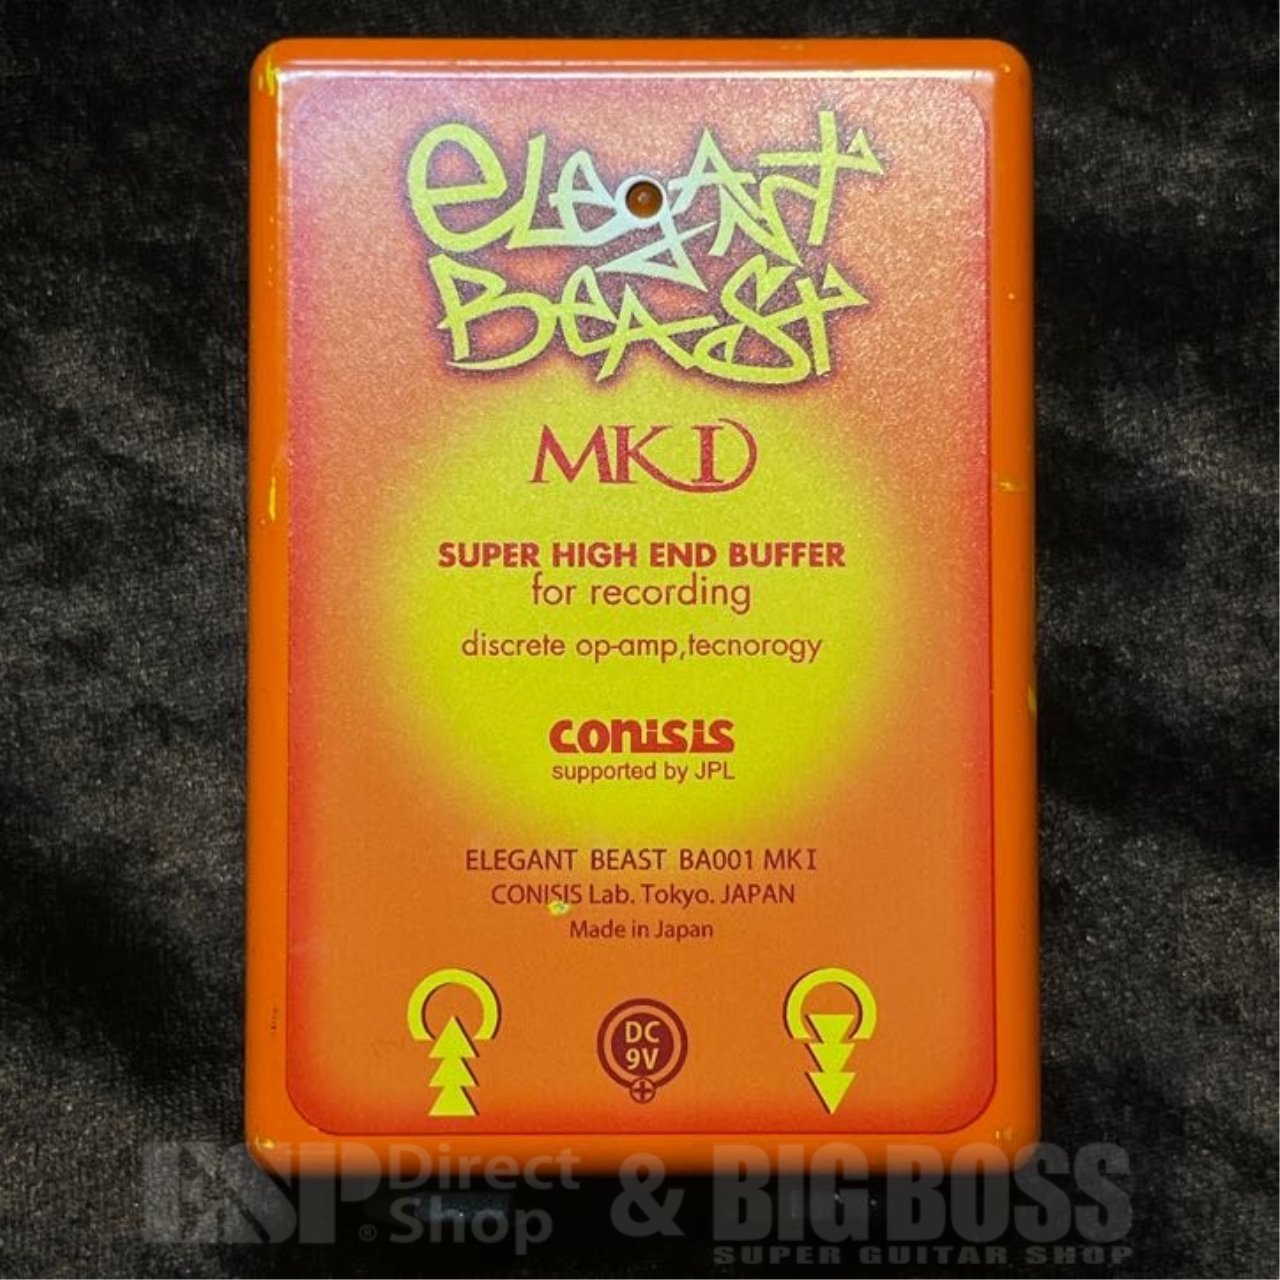 eLegAnt
BeASt
MK I
SUPER HIGH END BUFFER
for recording
discrete op-amp,tecnorogy
conisis
supported by JPL
ELEGANT BEAST BA001 MK I
CONISIS Lab. Tokyo. JAPAN
Made in Japan
DC
9V
ESP® Direct Shop & BIG BOSS
SUPER GUITAR SHOP